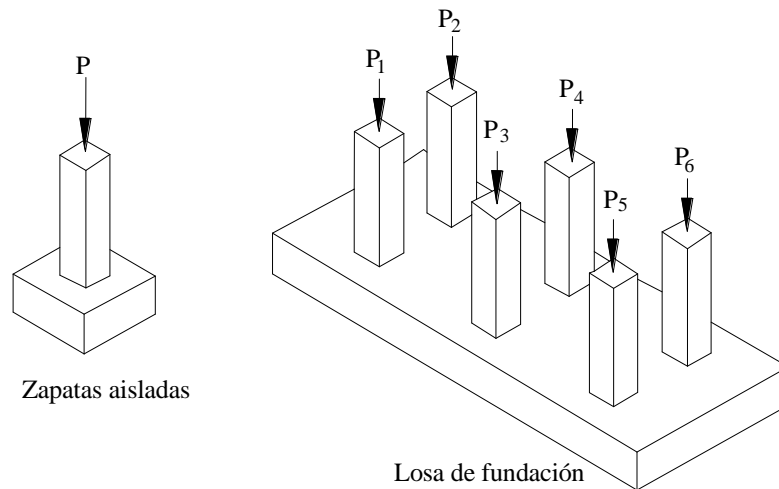 P
P1
P2
P3
P4
P5
P6
Zapatas aisladas
Losa de fundación